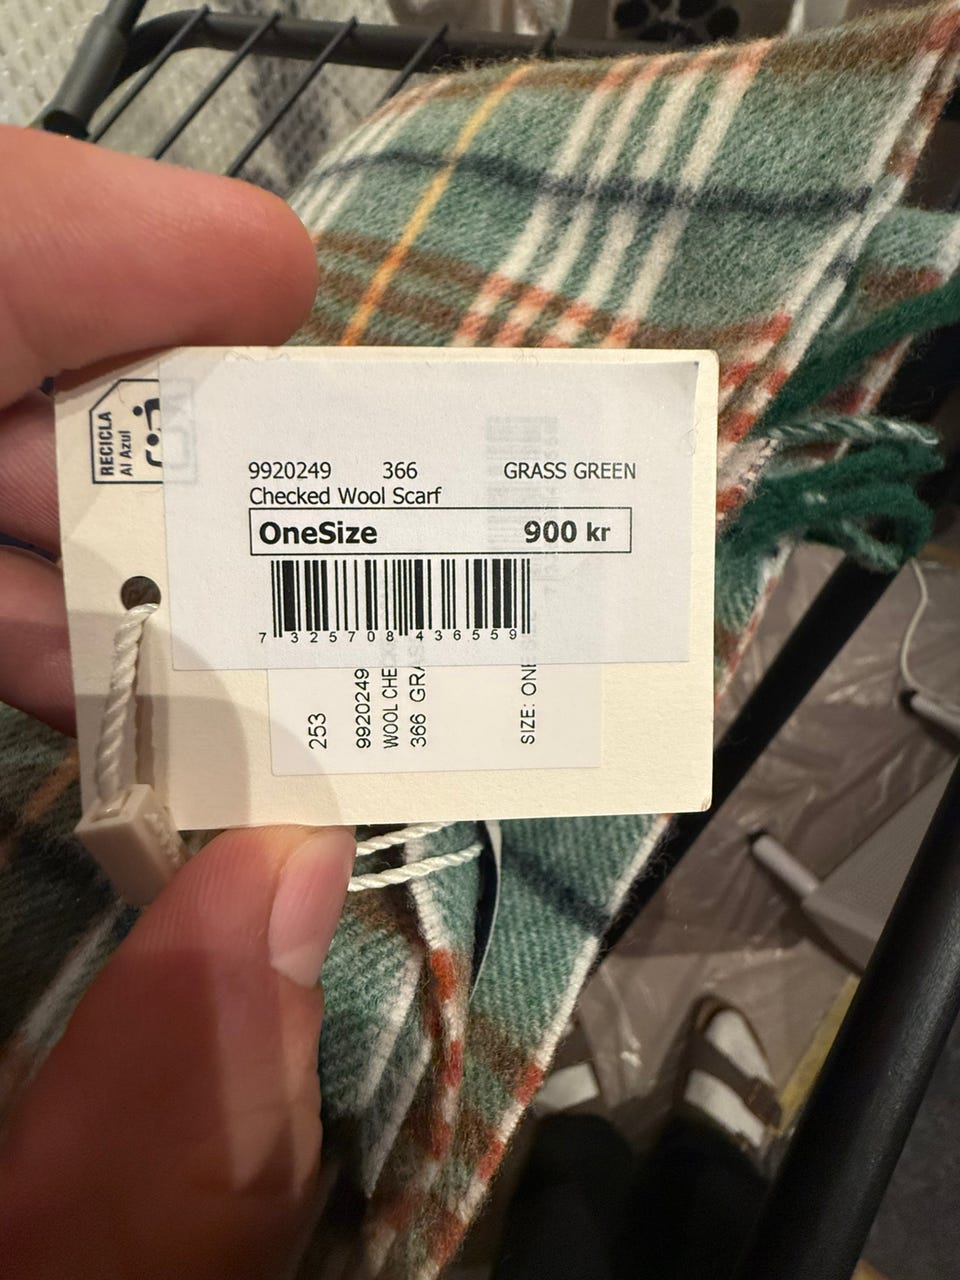 RECICLA
Al Azul
9920249 366 GRASS GREEN
Checked Wool Scarf
OneSize 900 kr
7 325708 436559
253
9920249
WOOL CHE
366 GRA
SIZE: ONE